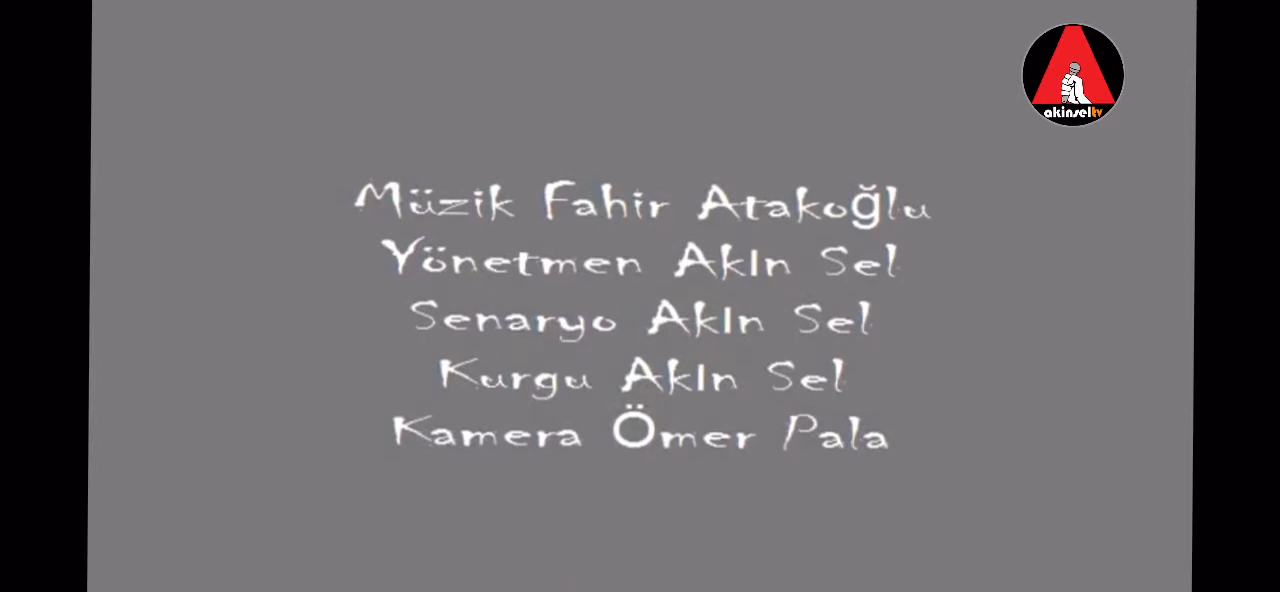 akinseltv
Müzik Fahir Atakoğlu
Yönetmen Akın Sel
Senaryo Akın Sel
Kurgu Akın Sel
Kamera Ömer Pala